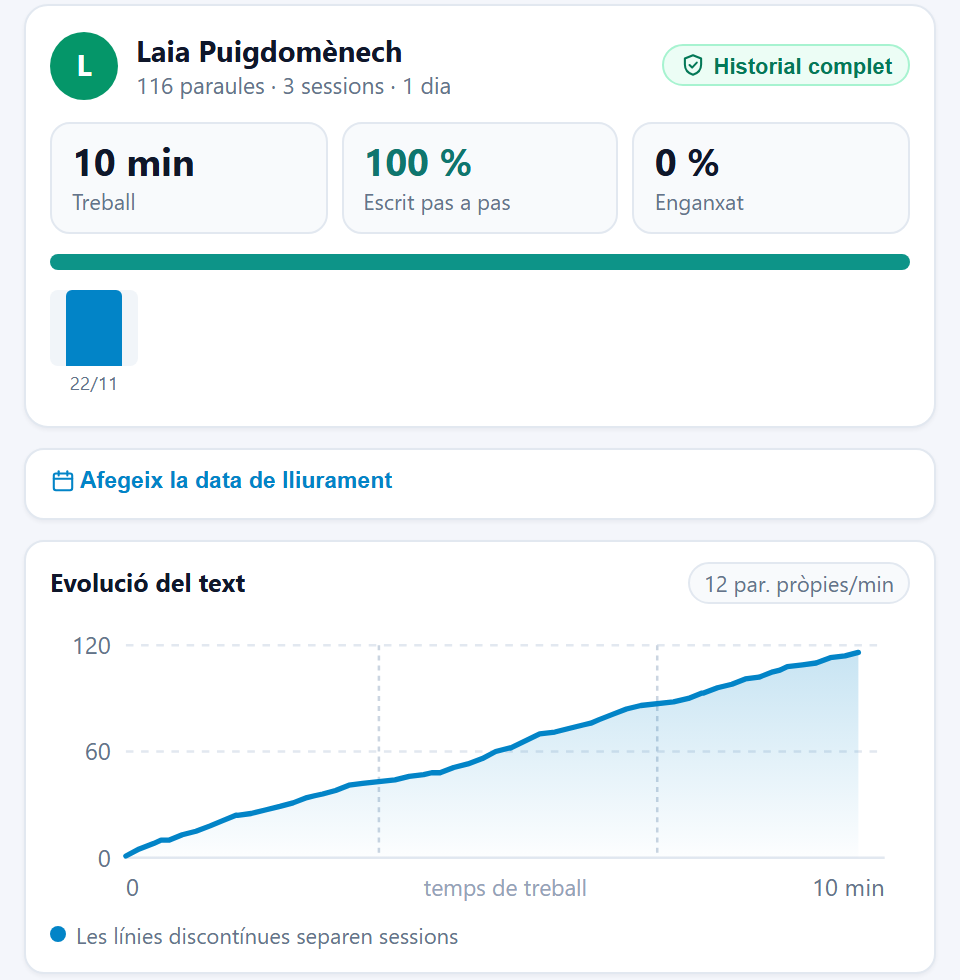 L
Laia Puigdomènech
116 paraules · 3 sessions · 1 dia
Historial complet
10 min
Treball
100 %
Escrit pas a pas
0 %
Enganxat
22/11
Afegeix la data de lliurament
Evolució del text
12 par. pròpies/min
120
60
0
0
temps de treball
10 min
Les línies discontínues separen sessions